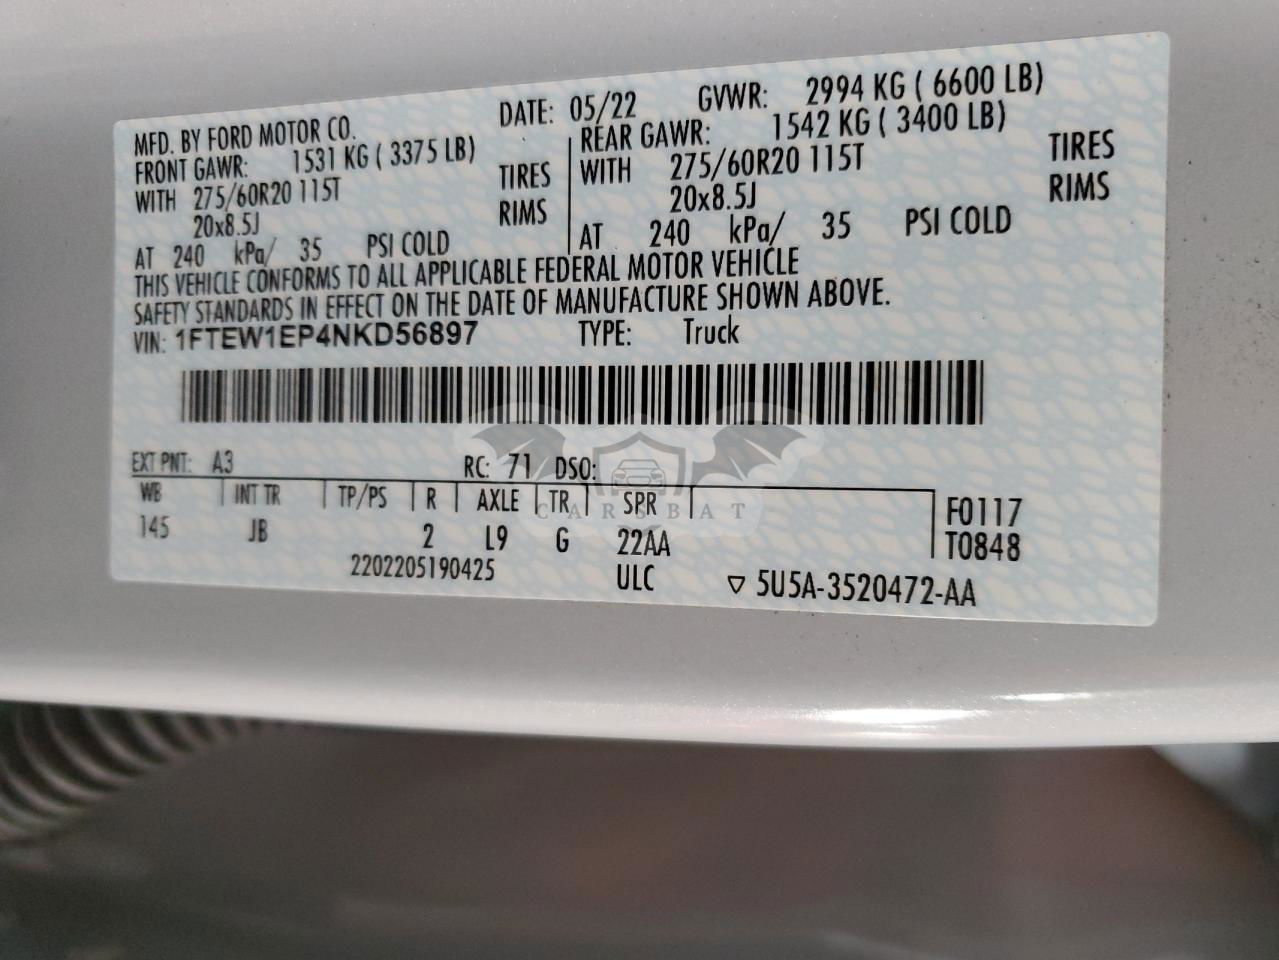 MFD. BY FORD MOTOR CO. DATE: 05/22 GVWR: 2994 KG ( 6600 LB)
FRONT GAWR: 1531 KG ( 3375 LB) REAR GAWR: 1542 KG ( 3400 LB)
WITH 275/60R20 115T TIRES WITH 275/60R20 115T TIRES
20x8.5J RIMS 20x8.5J RIMS
AT 240 kPa/ 35 PSI COLD AT 240 kPa/ 35 PSI COLD
THIS VEHICLE CONFORMS TO ALL APPLICABLE FEDERAL MOTOR VEHICLE
SAFETY STANDARDS IN EFFECT ON THE DATE OF MANUFACTURE SHOWN ABOVE.
VIN: 1FTEW1EP4NKD56897 TYPE: Truck
EXT PNT: A3 RC: 71 DSO:
WB INT TR TP/PS R AXLE TR SPR F0117
145 JB 2 L9 G 22AA T0848
2202205190425 ULC ▽ 5U5A-3520472-AA
CARSBAT